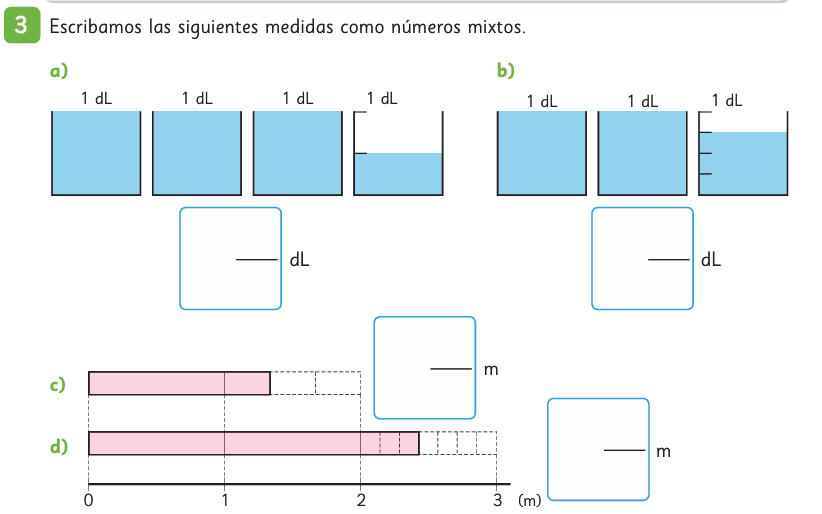 3 Escribamos las siguientes medidas como números mixtos.
a) b)
1 dL 1 dL 1 dL 1 dL
1 dL 1 dL 1 dL
dL dL
c) m
d) m
0 1 2 3 (m)